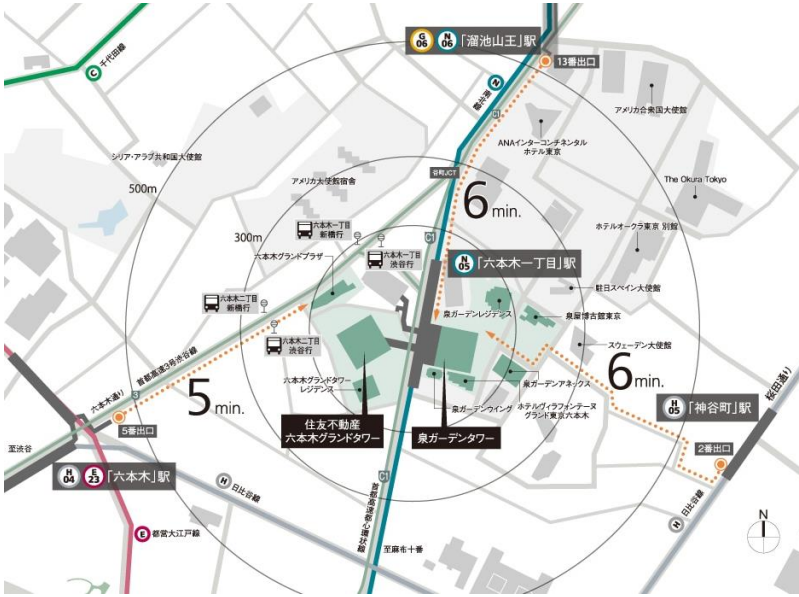 G
06
N
06
「溜池山王」駅
13番出口
C
千代田線
N
南北線
C1
アメリカ合衆国大使館
ANAインターコンチネンタル
ホテル東京
シリア・アラブ共和国大使館
500m
アメリカ大使館宿舎
谷町JCT
The Okura Tokyo
6
min.
六本木一丁目
新橋行
ホテルオークラ東京 別館
300m
六本木一丁目
渋谷行
C1
N
05
「六本木一丁目」駅
六本木グランドプラザ
駐日スペイン大使館
六本木二丁目
新橋行
泉ガーデンレジデンス
泉屋博古館東京
六本木二丁目
渋谷行
スウェーデン大使館
首都高速3号渋谷線
六本木通り
3
5
min.
5番出口
六本木グランドタワー
レジデンス
泉ガーデンアネックス
泉ガーデンウイング
ホテルヴィラフォンテーヌ
グランド東京六本木
6
min.
桜田通り
H
05
「神谷町」駅
住友不動産
六本木グランドタワー
泉ガーデンタワー
2番出口
至渋谷
H
04
E
23
「六本木」駅
C1
H
日比谷線
首都高速都心環状線
H
日比谷線
N
E
都営大江戸線
至麻布十番